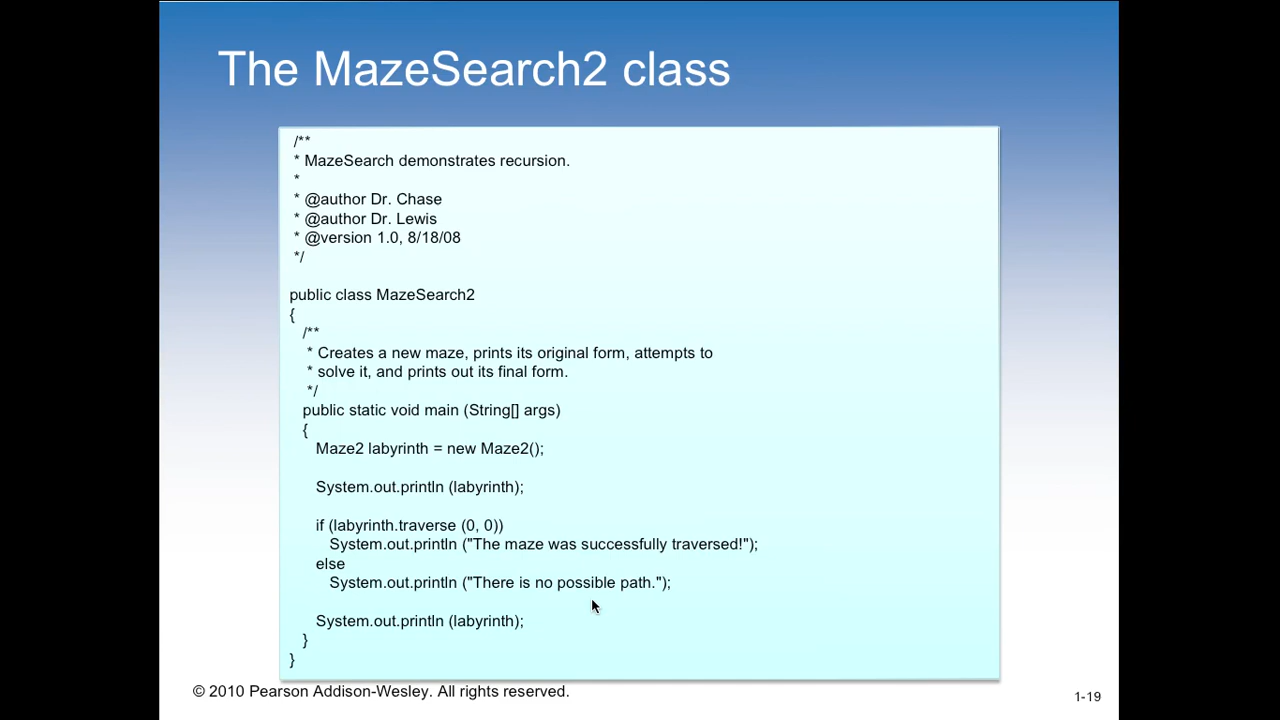 The MazeSearch2 class
/**
* MazeSearch demonstrates recursion.
*
* @author Dr. Chase
* @author Dr. Lewis
* @version 1.0, 8/18/08
*/
public class MazeSearch2
{
/**
* Creates a new maze, prints its original form, attempts to
* solve it, and prints out its final form.
*/
public static void main (String[] args)
{
Maze2 labyrinth = new Maze2();
System.out.println (labyrinth);
if (labyrinth.traverse (0, 0))
System.out.println ("The maze was successfully traversed!");
else
System.out.println ("There is no possible path.");
System.out.println (labyrinth);
}
}
© 2010 Pearson Addison-Wesley. All rights reserved.
1-19